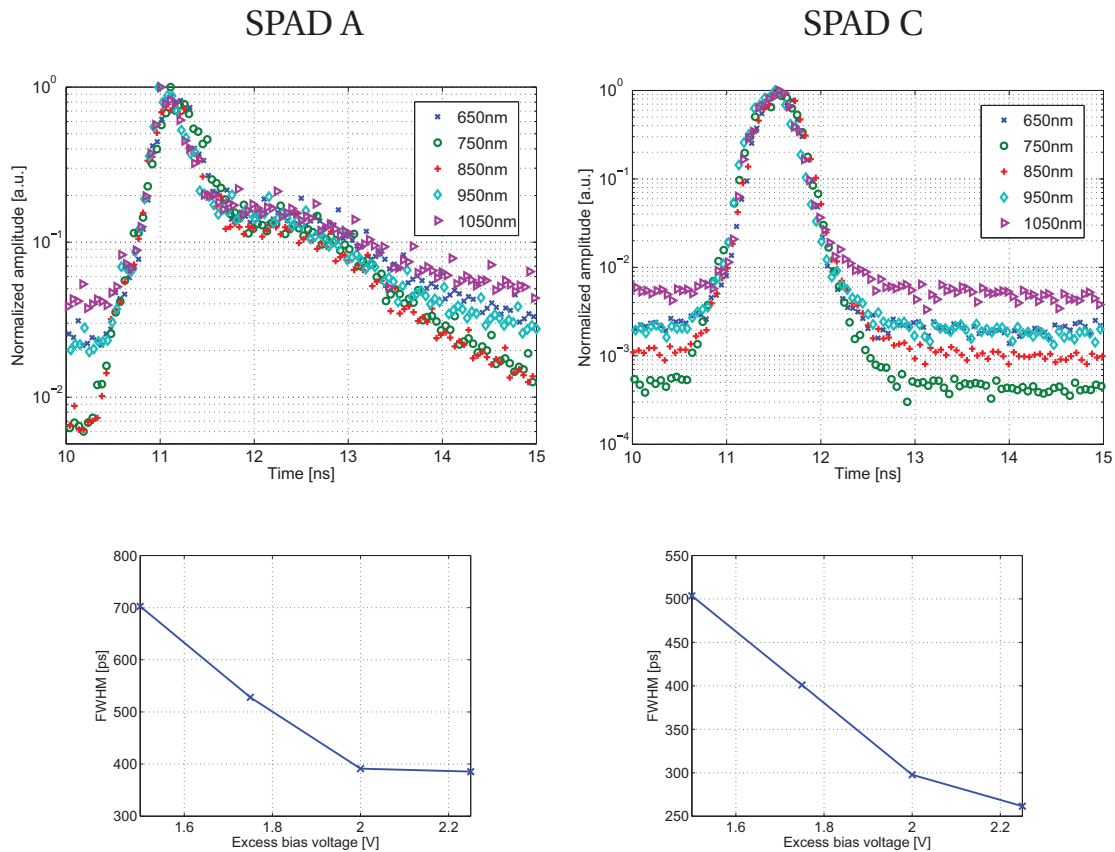 SPAD A
SPAD C
10⁰
10⁻¹
10⁻²
Normalized amplitude [a.u.]
10 11 12 13 14 15
Time [ns]
650nm
750nm
850nm
950nm
1050nm
10⁰
10⁻¹
10⁻²
10⁻³
10⁻⁴
Normalized amplitude [a.u.]
10 11 12 13 14 15
Time [ns]
650nm
750nm
850nm
950nm
1050nm
800
700
600
500
400
300
FWHM [ps]
1.6 1.8 2 2.2
Excess bias voltage [V]
550
500
450
400
350
300
250
FWHM [ps]
1.6 1.8 2 2.2
Excess bias voltage [V]